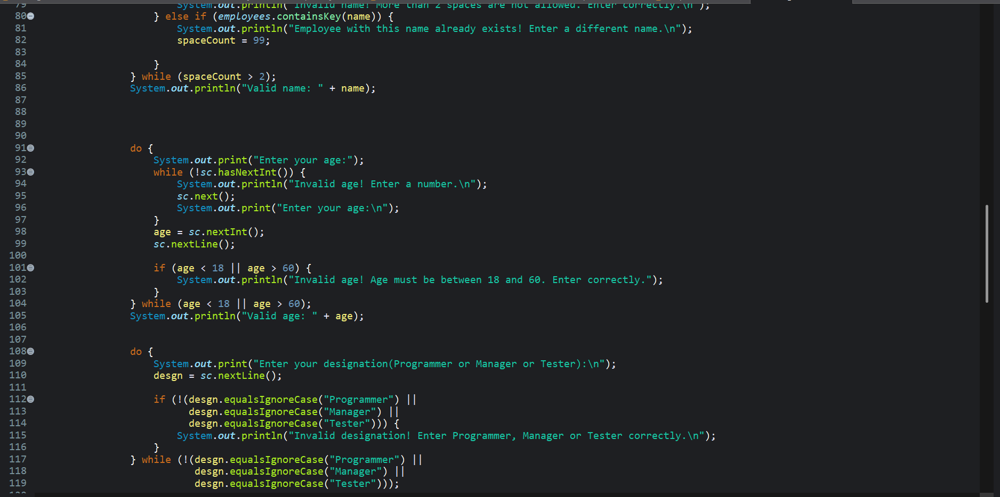 79 System.out.println("Invalid name! More than 2 spaces are not allowed. Enter correctly.\n");
80 } else if (employees.containsKey(name)) {
81 System.out.println("Employee with this name already exists! Enter a different name.\n");
82 spaceCount = 99;
83
84 }
85 } while (spaceCount > 2);
86 System.out.println("Valid name: " + name);
87
88
89
90
91 do {
92 System.out.print("Enter your age:");
93 while (!sc.hasNextInt()) {
94 System.out.println("Invalid age! Enter a number.\n");
95 sc.next();
96 System.out.print("Enter your age:\n");
97 }
98 age = sc.nextInt();
99 sc.nextLine();
100
101 if (age < 18 || age > 60) {
102 System.out.println("Invalid age! Age must be between 18 and 60. Enter correctly.");
103 }
104 } while (age < 18 || age > 60);
105 System.out.println("Valid age: " + age);
106
107
108 do {
109 System.out.print("Enter your designation(Programmer or Manager or Tester):\n");
110 desgn = sc.nextLine();
111
112 if (!(desgn.equalsIgnoreCase("Programmer") ||
113 desgn.equalsIgnoreCase("Manager") ||
114 desgn.equalsIgnoreCase("Tester"))) {
115 System.out.println("Invalid designation! Enter Programmer, Manager or Tester correctly.\n");
116 }
117 } while (!(desgn.equalsIgnoreCase("Programmer") ||
118 desgn.equalsIgnoreCase("Manager") ||
119 desgn.equalsIgnoreCase("Tester")));